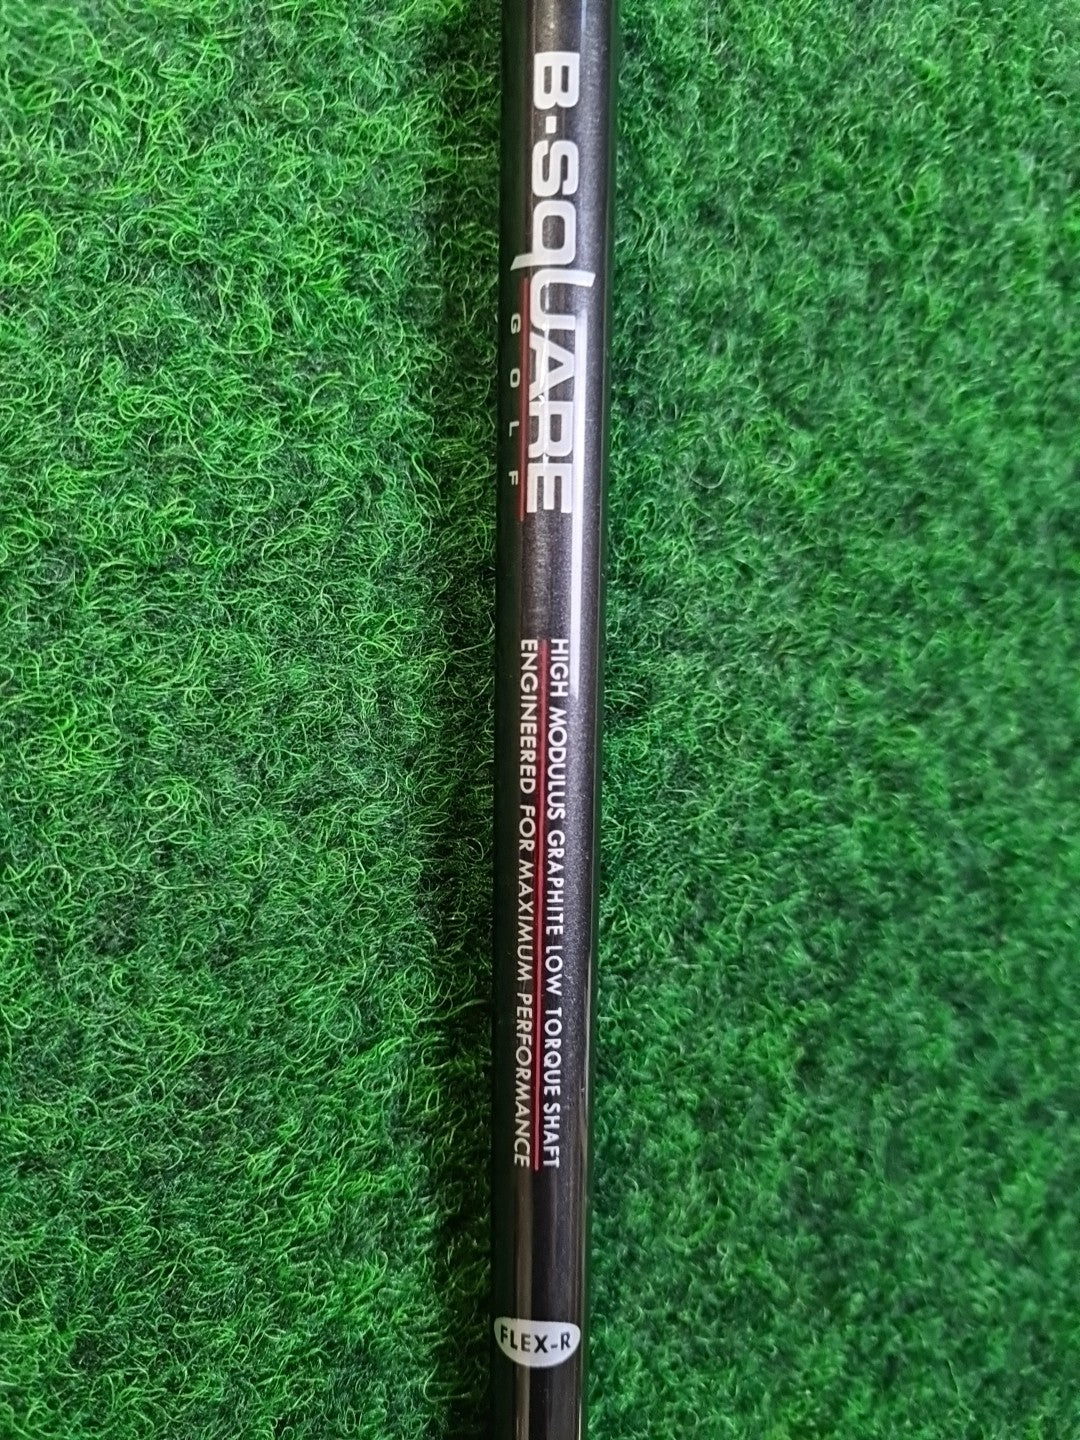 B-SQUARE
GOLF
HIGH MODULUS GRAPHITE LOW TORQUE SHAFT
ENGINEERED FOR MAXIMUM PERFORMANCE
FLEX-R